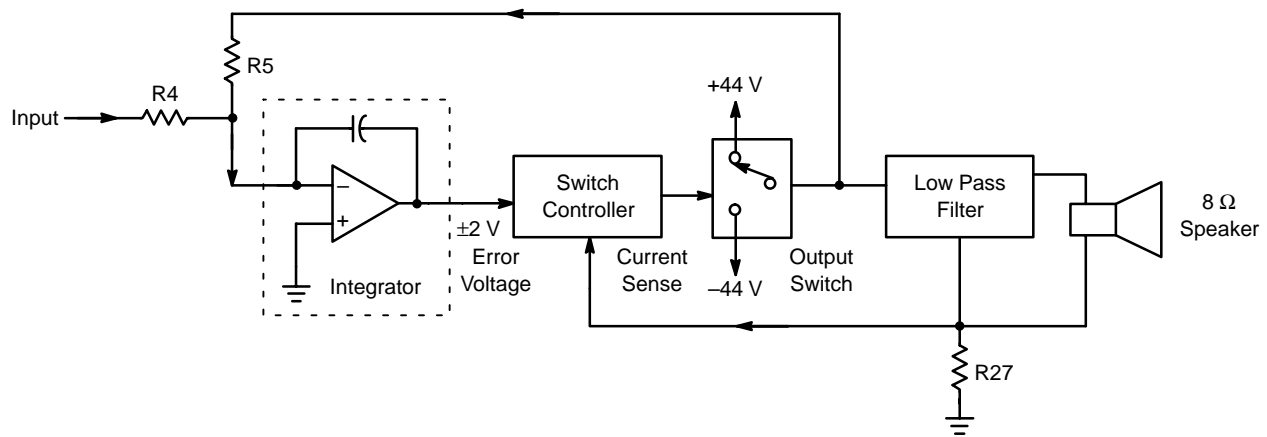 R5
R4
Input
+44 V
Switch
Controller
Low Pass
Filter
8 Ω
Speaker
−
+
±2 V
Error
Voltage
Current
Sense
Output
Switch
–44 V
Integrator
R27